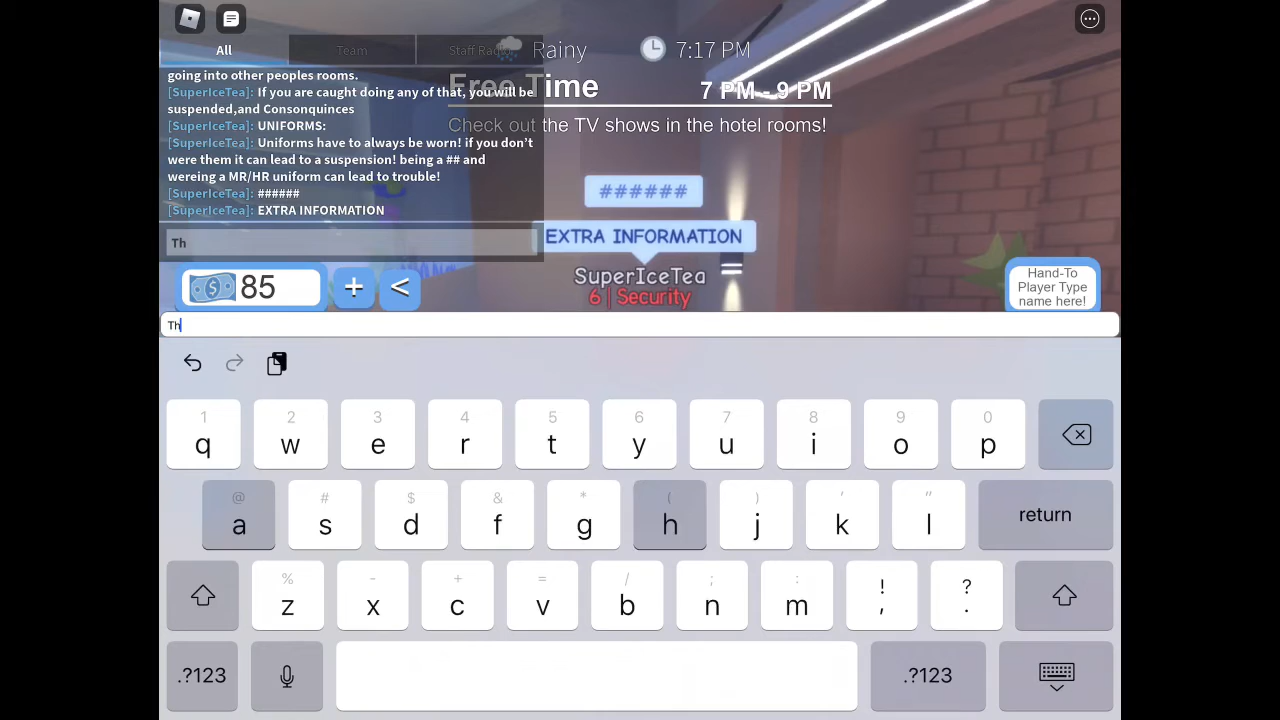 All
Team
Staff Radio
Rainy
7:17 PM
Free Time
7 PM - 9 PM
Check out the TV shows in the hotel rooms!
going into other peoples rooms.
[SuperIceTea]: If you are caught doing any of that, you will be
suspended,and Consonquinces
[SuperIceTea]: UNIFORMS:
[SuperIceTea]: Uniforms have to always be worn! if you don't
were them it can lead to a suspension! being a ## and
wereing a MR/HR uniform can lead to trouble!
[SuperIceTea]: ######
[SuperIceTea]: EXTRA INFORMATION
Th
######
EXTRA INFORMATION
SuperIceTea
6 | Security
85
+
<
Hand-To
Player Type
name here!
Th
1 2 3 4 5 6 7 8 9 0
q w e r t y u i o p
@ # $ & * ( ) ' "
a s d f g h j k l return
% - + = / ; : ! ?
z x c v b n m , .
.?123 .?123